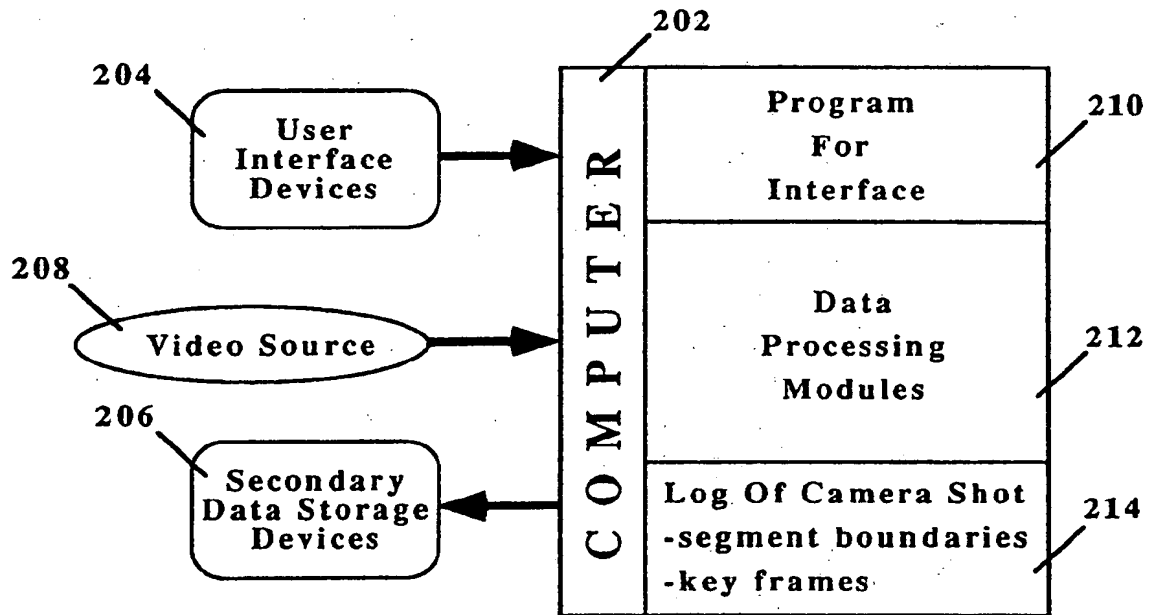 202
204
User
Interface
Devices
Program
For
Interface
210
208
Video Source
COMPUTER
Data
Processing
Modules
212
206
Secondary
Data Storage
Devices
Log Of Camera Shot
-segment boundaries
-key frames
214